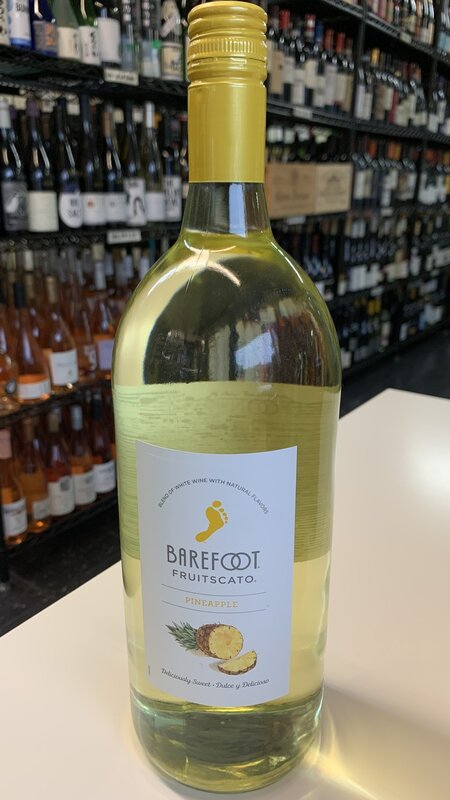 BLEND OF WHITE WINE WITH NATURAL FLAVORS
BAREFOOT
FRUITSCATO
PINEAPPLE
Deliciously Sweet • Dulce y Delicioso